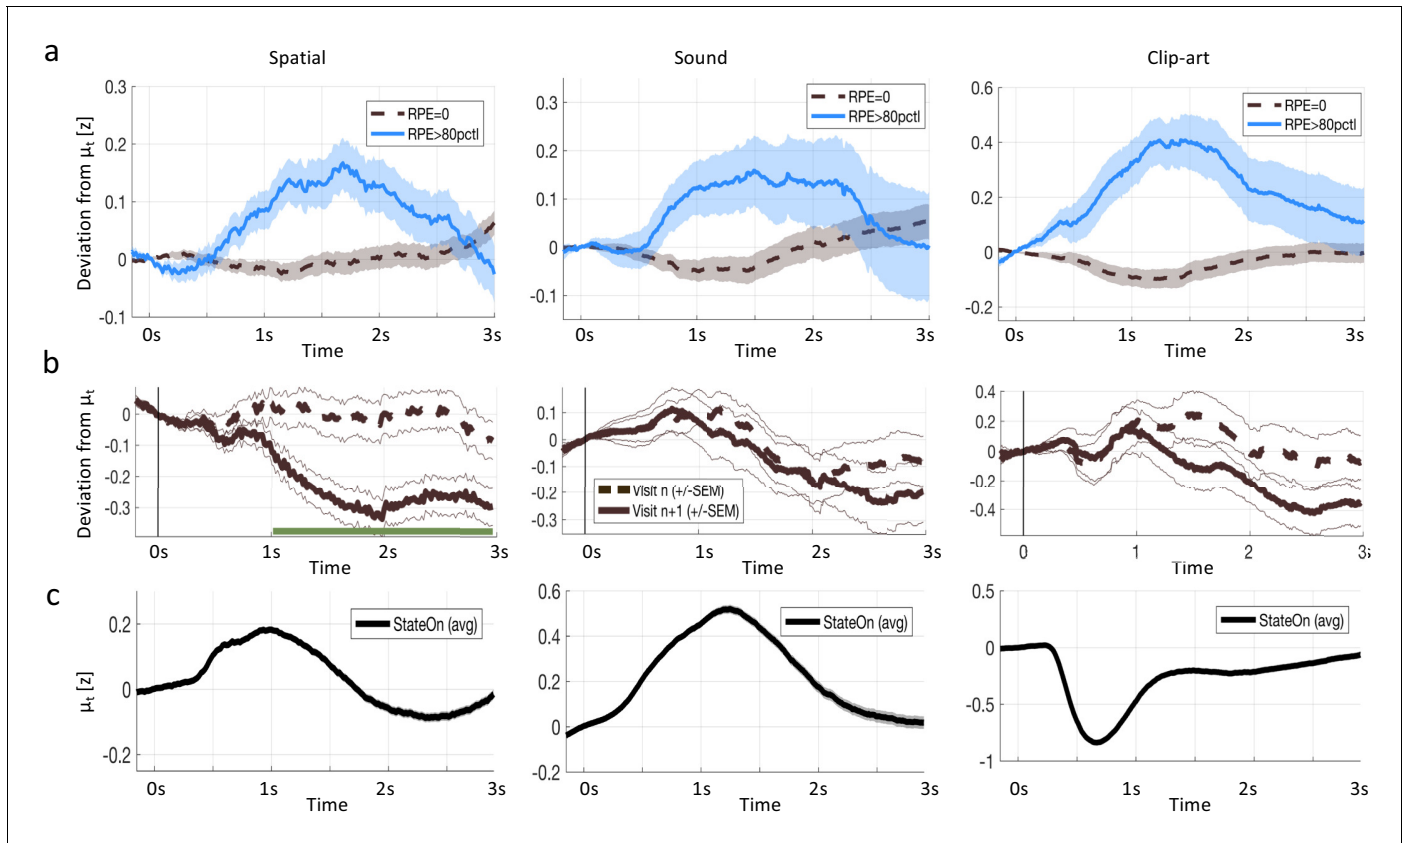 a
Spatial
Sound
Clip-art
Deviation from μt [z]
0.3
0.2
0.1
0
-0.1
RPE=0
RPE>80pctl
0s
1s
2s
3s
Time
0.3
0.2
0.1
0
-0.1
RPE=0
RPE>80pctl
0s
1s
2s
3s
Time
0.6
0.4
0.2
0
-0.2
RPE=0
RPE>80pctl
0s
1s
2s
3s
Time
b
Deviation from μt
0
-0.1
-0.2
-0.3
0s
1s
2s
3s
Time
0.1
0
-0.1
-0.2
-0.3
Visit n (+/-SEM)
Visit n+1 (+/-SEM)
0s
1s
2s
3s
Time
0.4
0.2
0
-0.2
-0.4
0
1
2
3s
Time
c
μt [z]
0.2
0
-0.2
StateOn (avg)
0s
1s
2s
3s
Time
0.6
0.4
0.2
0
0.2
StateOn (avg)
0s
1s
2s
3s
Time
0.5
0
-0.5
-1
StateOn (avg)
0s
1s
2s
3s
Time